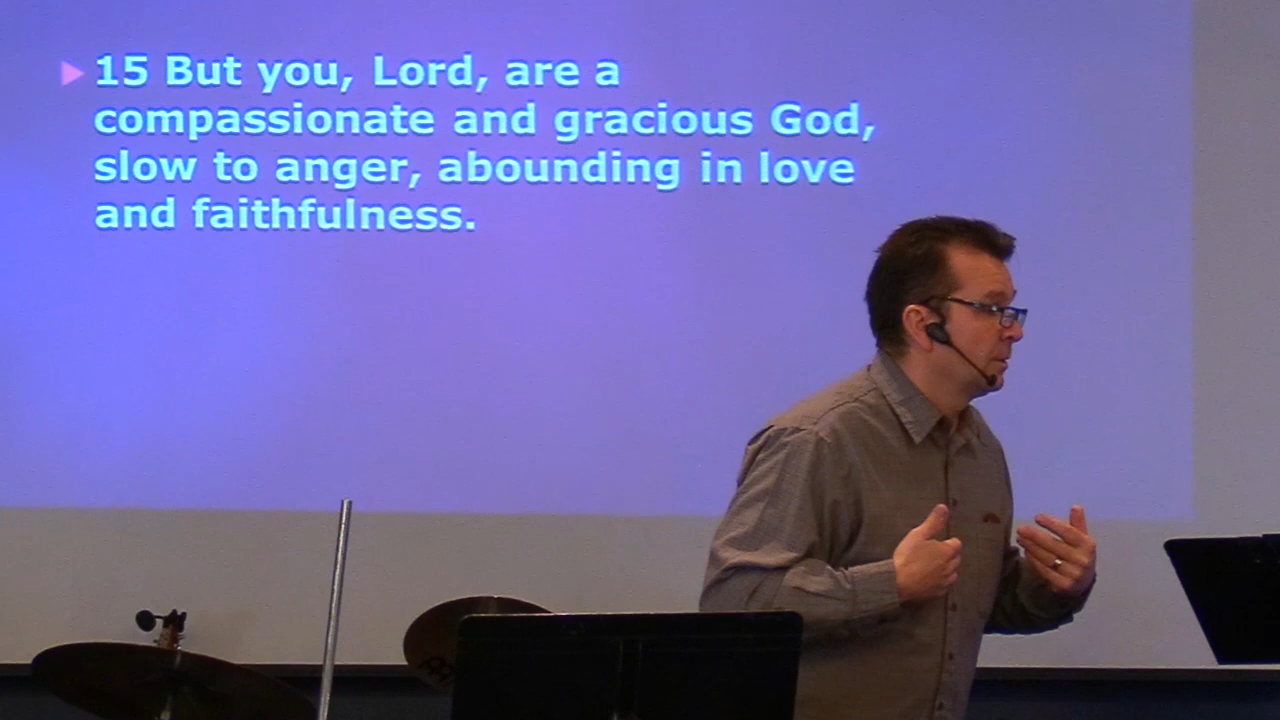 15 But you, Lord, are a
compassionate and gracious God,
slow to anger, abounding in love
and faithfulness.